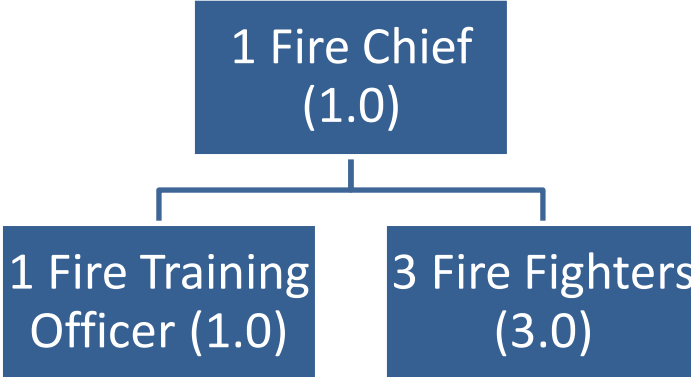 1 Fire Chief
(1.0)
1 Fire Training
Officer (1.0)
3 Fire Fighters
(3.0)